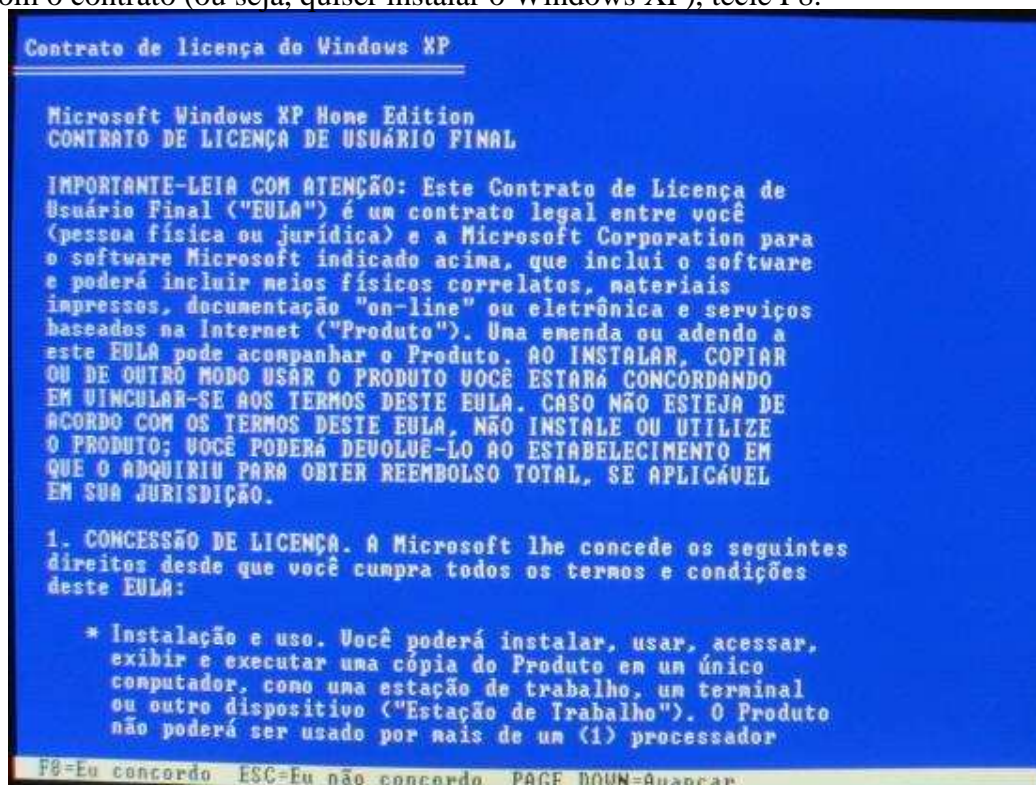 com o contrato (ou seja, quiser instalar o Windows XP), tecle F8.
Contrato de licença do Windows XP
Microsoft Windows XP Home Edition
CONTRATO DE LICENÇA DE USUÁRIO FINAL
IMPORTANTE-LEIA COM ATENÇÃO: Este Contrato de Licença de
Usuário Final ("EULA") é um contrato legal entre você
(pessoa física ou jurídica) e a Microsoft Corporation para
o software Microsoft indicado acima, que inclui o software
e poderá incluir meios físicos correlatos, materiais
impressos, documentação "on-line" ou eletrônica e serviços
baseados na Internet ("Produto"). Uma emenda ou adendo a
este EULA pode acompanhar o Produto. AO INSTALAR, COPIAR
OU DE OUTRO MODO USAR O PRODUTO VOCÊ ESTARá CONCORDANDO
EM VINCULAR-SE AOS TERMOS DESTE EULA. CASO NÃO ESTEJA DE
ACORDO COM OS TERMOS DESTE EULA, NÃO INSTALE OU UTILIZE
O PRODUTO; VOCÊ PODERá DEVOLVÊ-LO AO ESTABELECIMENTO EM
QUE O ADQUIRIU PARA OBTER REEMBOLSO TOTAL, SE APLICáVEL
EM SUA JURISDIÇÃO.
1. CONCESSÃO DE LICENÇA. A Microsoft lhe concede os seguintes
direitos desde que você cumpra todos os termos e condições
deste EULA:
* Instalação e uso. Você poderá instalar, usar, acessar,
exibir e executar uma cópia do Produto em um único
computador, como uma estação de trabalho, um terminal
ou outro dispositivo ("Estação de Trabalho"). O Produto
não poderá ser usado por mais de um (1) processador
F8=Eu concordo ESC=Eu não concordo PAGE DOWN=Avançar